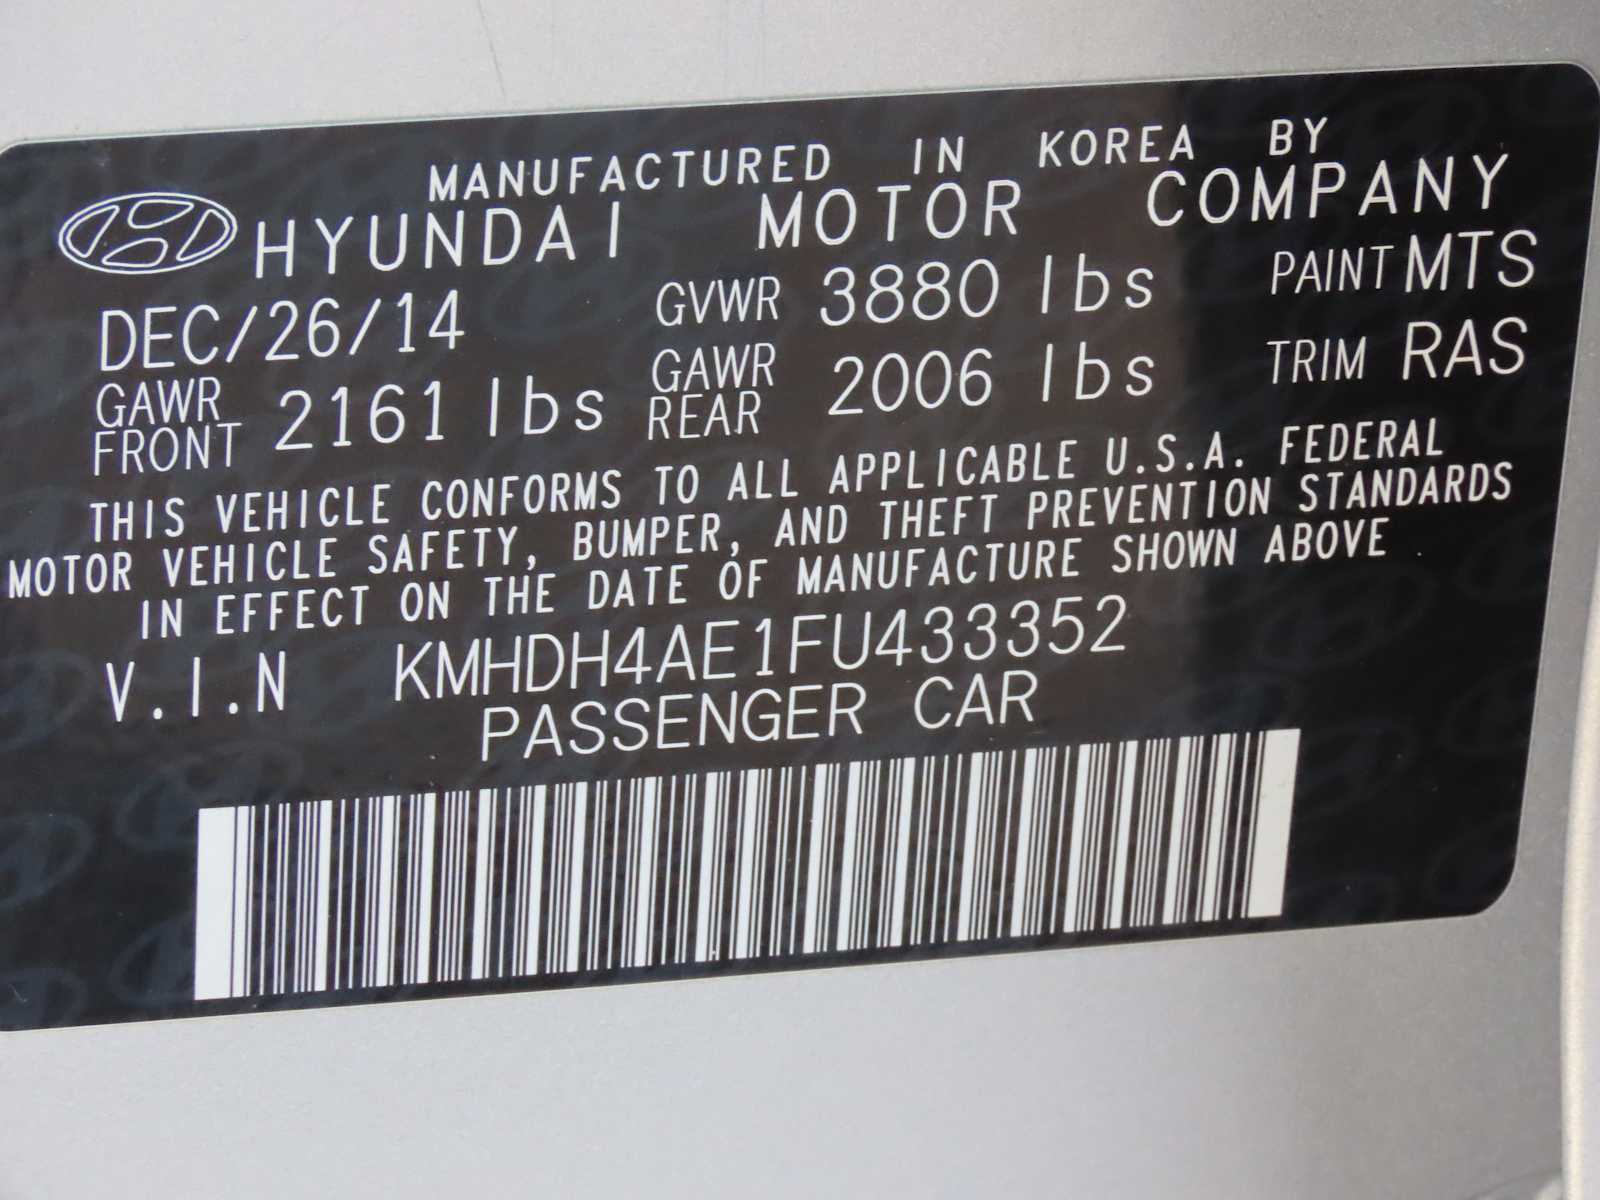 MANUFACTURED IN KOREA BY
HYUNDAI MOTOR COMPANY
DEC/26/14 GVWR 3880 lbs PAINT MTS
GAWR FRONT 2161 lbs GAWR REAR 2006 lbs TRIM RAS
THIS VEHICLE CONFORMS TO ALL APPLICABLE U.S.A. FEDERAL
MOTOR VEHICLE SAFETY, BUMPER, AND THEFT PREVENTION STANDARDS
IN EFFECT ON THE DATE OF MANUFACTURE SHOWN ABOVE
V.I.N KMHDH4AE1FU433352
PASSENGER CAR